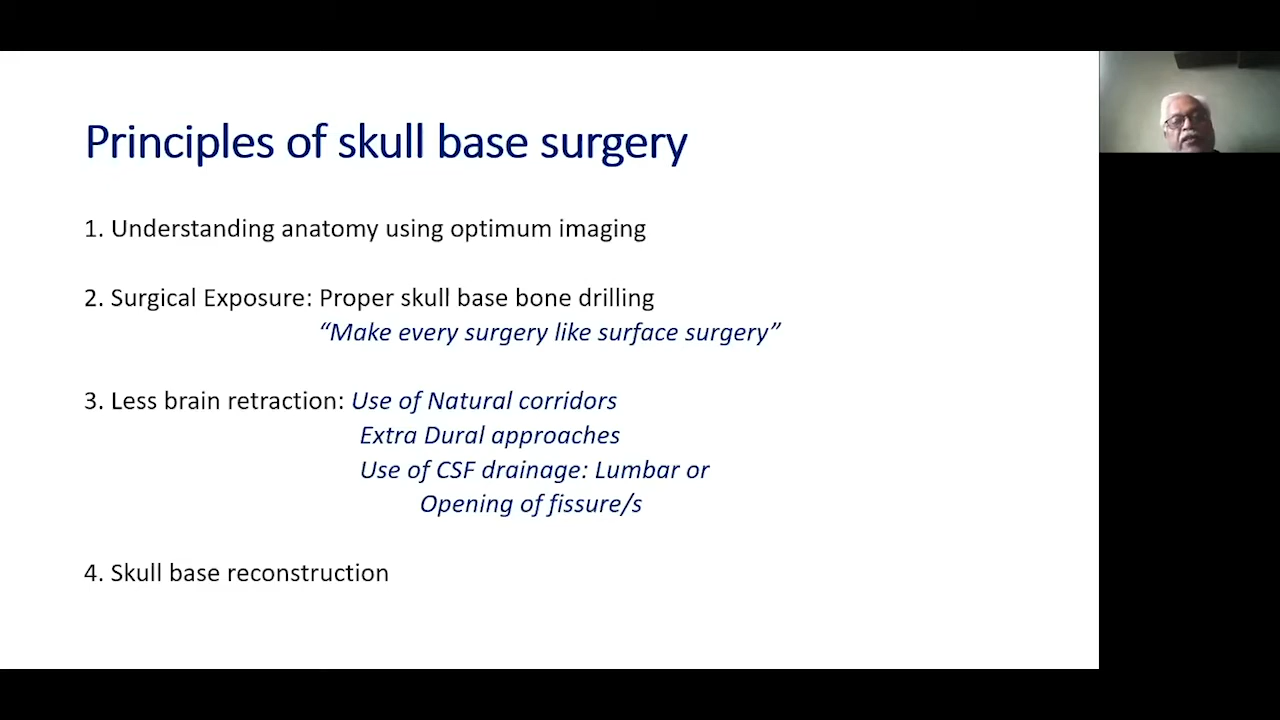 Principles of skull base surgery
1. Understanding anatomy using optimum imaging
2. Surgical Exposure: Proper skull base bone drilling
“Make every surgery like surface surgery”
3. Less brain retraction: Use of Natural corridors
Extra Dural approaches
Use of CSF drainage: Lumbar or
Opening of fissure/s
4. Skull base reconstruction